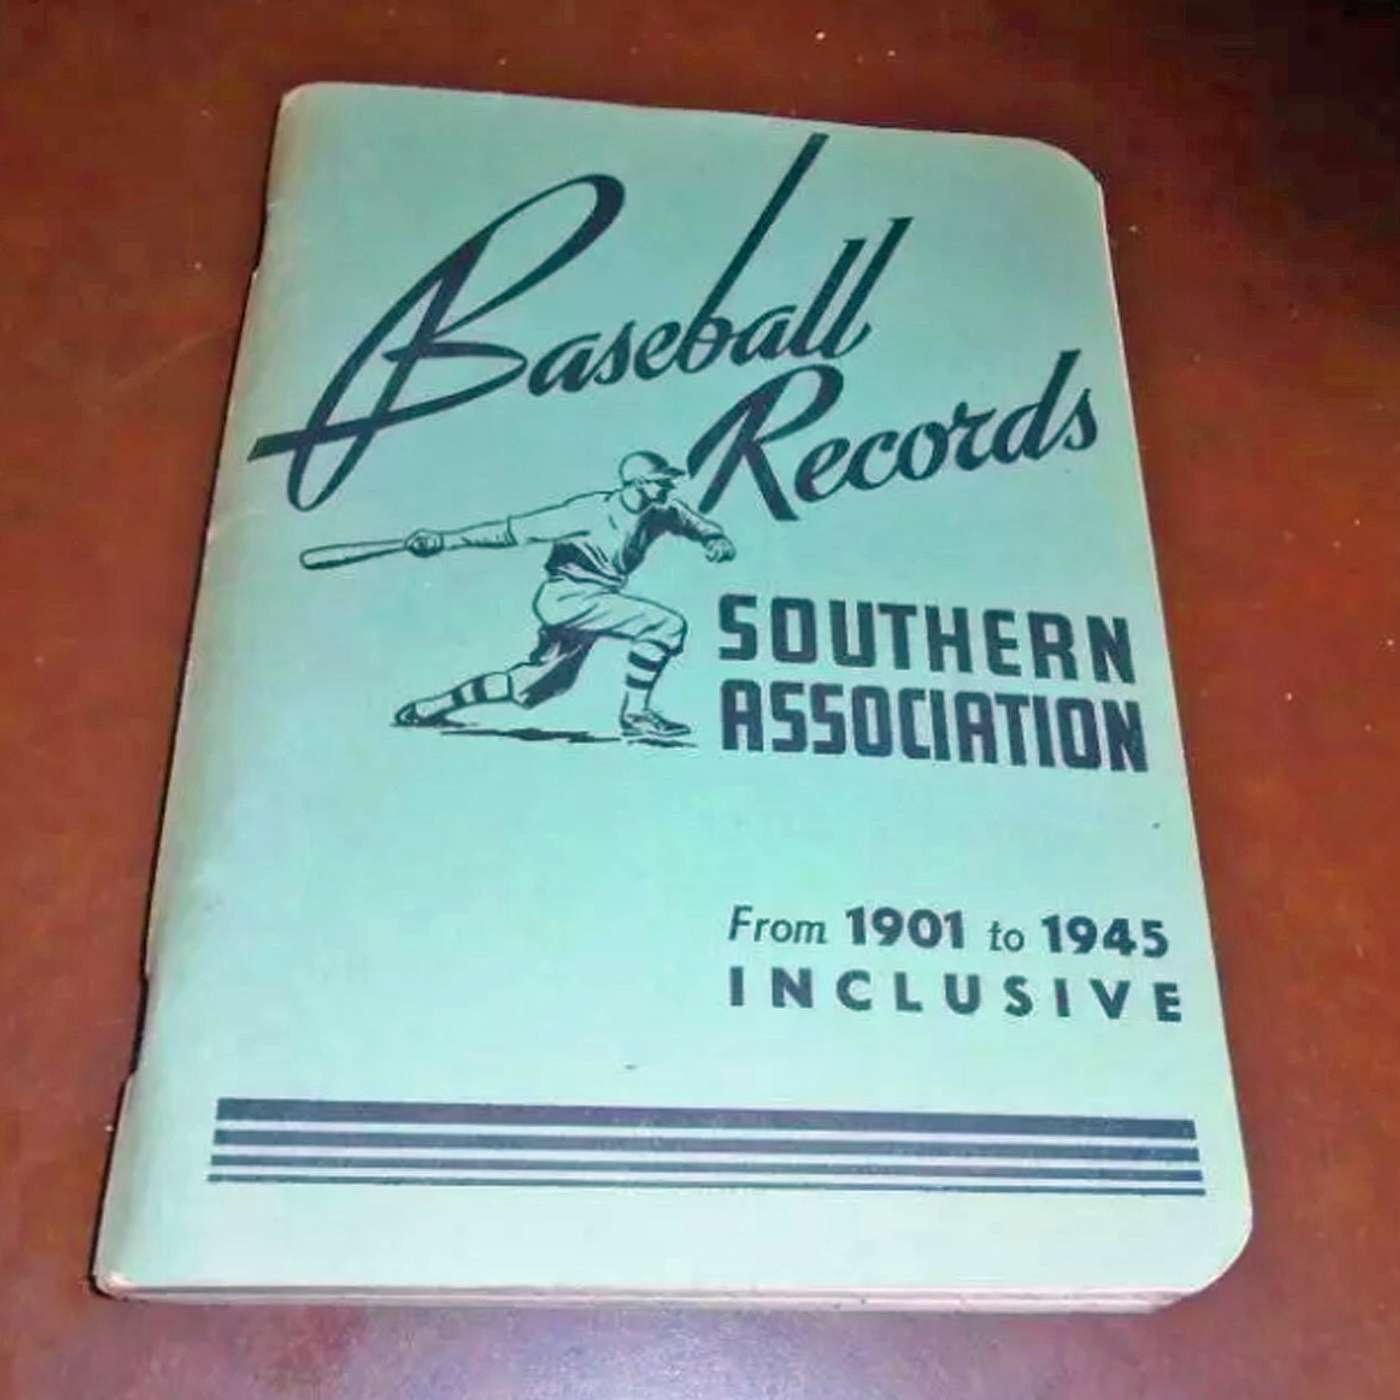 Baseball
Records
SOUTHERN
ASSOCIATION
From 1901 to 1945
INCLUSIVE